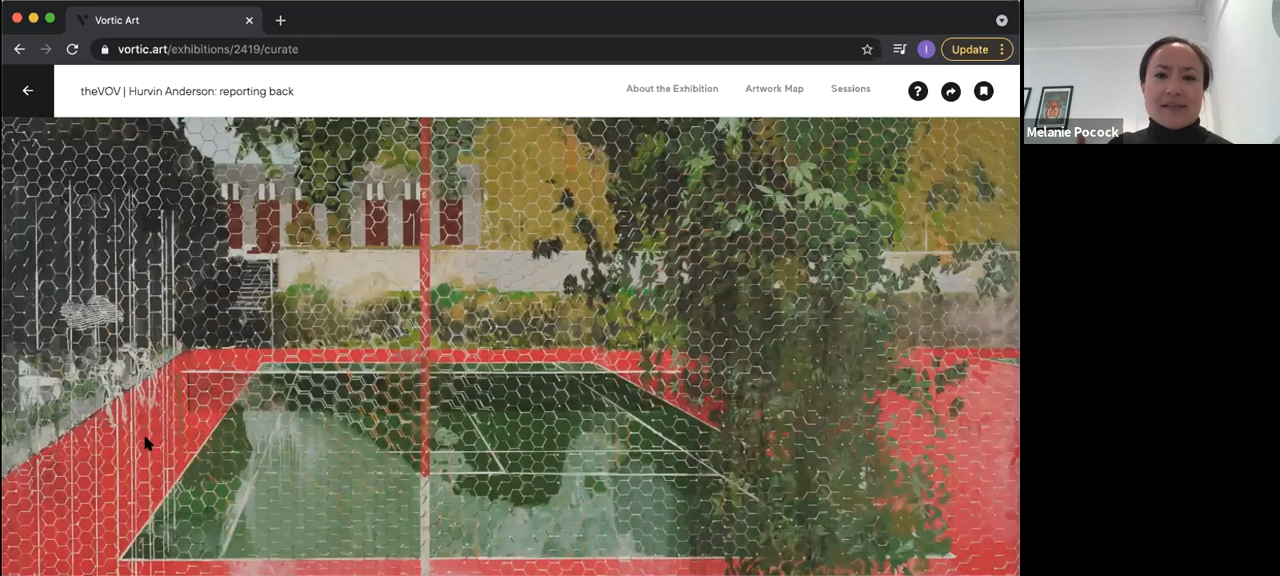 Vortic Art
vortic.art/exhibitions/2419/curate
I
Update
theVOV | Hurvin Anderson: reporting back
About the Exhibition
Artwork Map
Sessions
?
Melanie Pocock